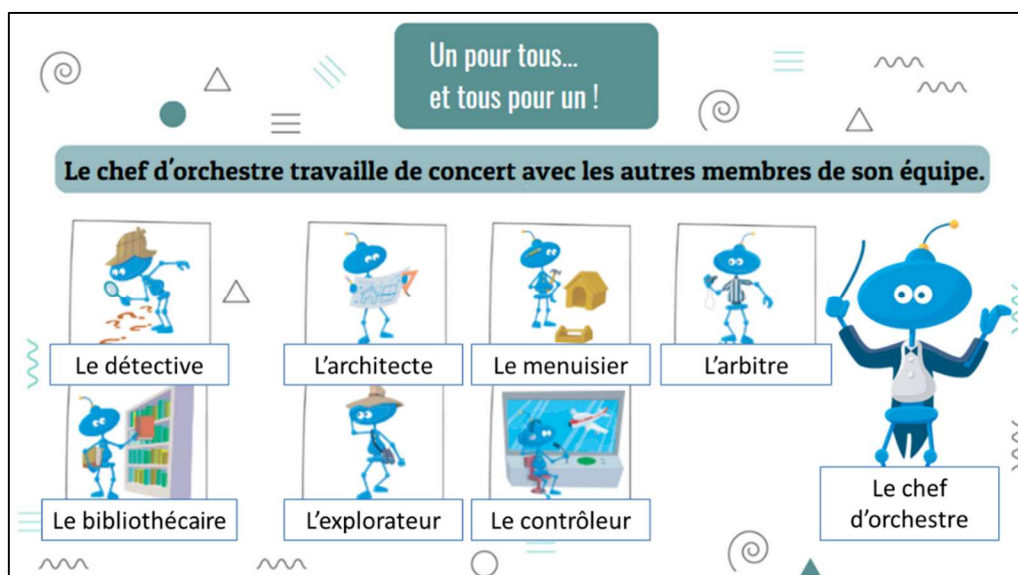 Un pour tous...
et tous pour un !
Le chef d'orchestre travaille de concert avec les autres membres de son équipe.
Le détective
L'architecte
Le menuisier
L'arbitre
Le bibliothécaire
L'explorateur
Le contrôleur
Le chef
d'orchestre